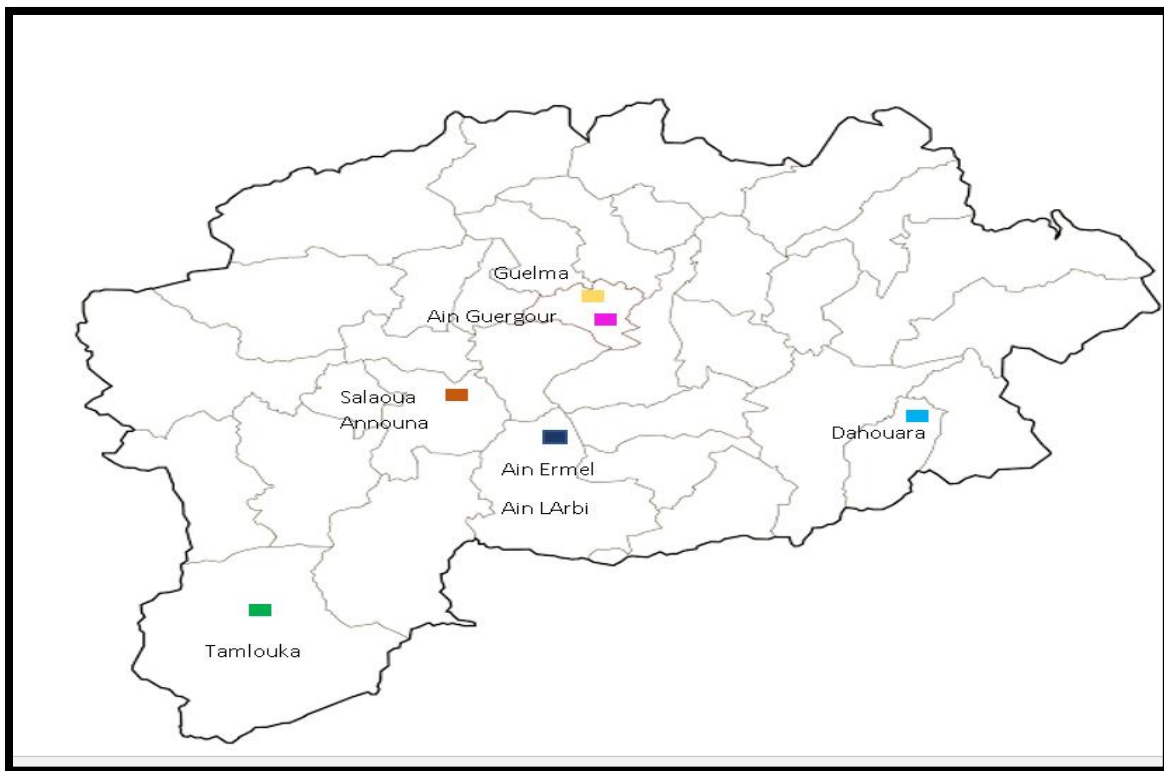 Guelma
Ain Guergour
Salaoua
Announa
Dahouara
Ain Ermel
Ain LArbi
Tamlouka